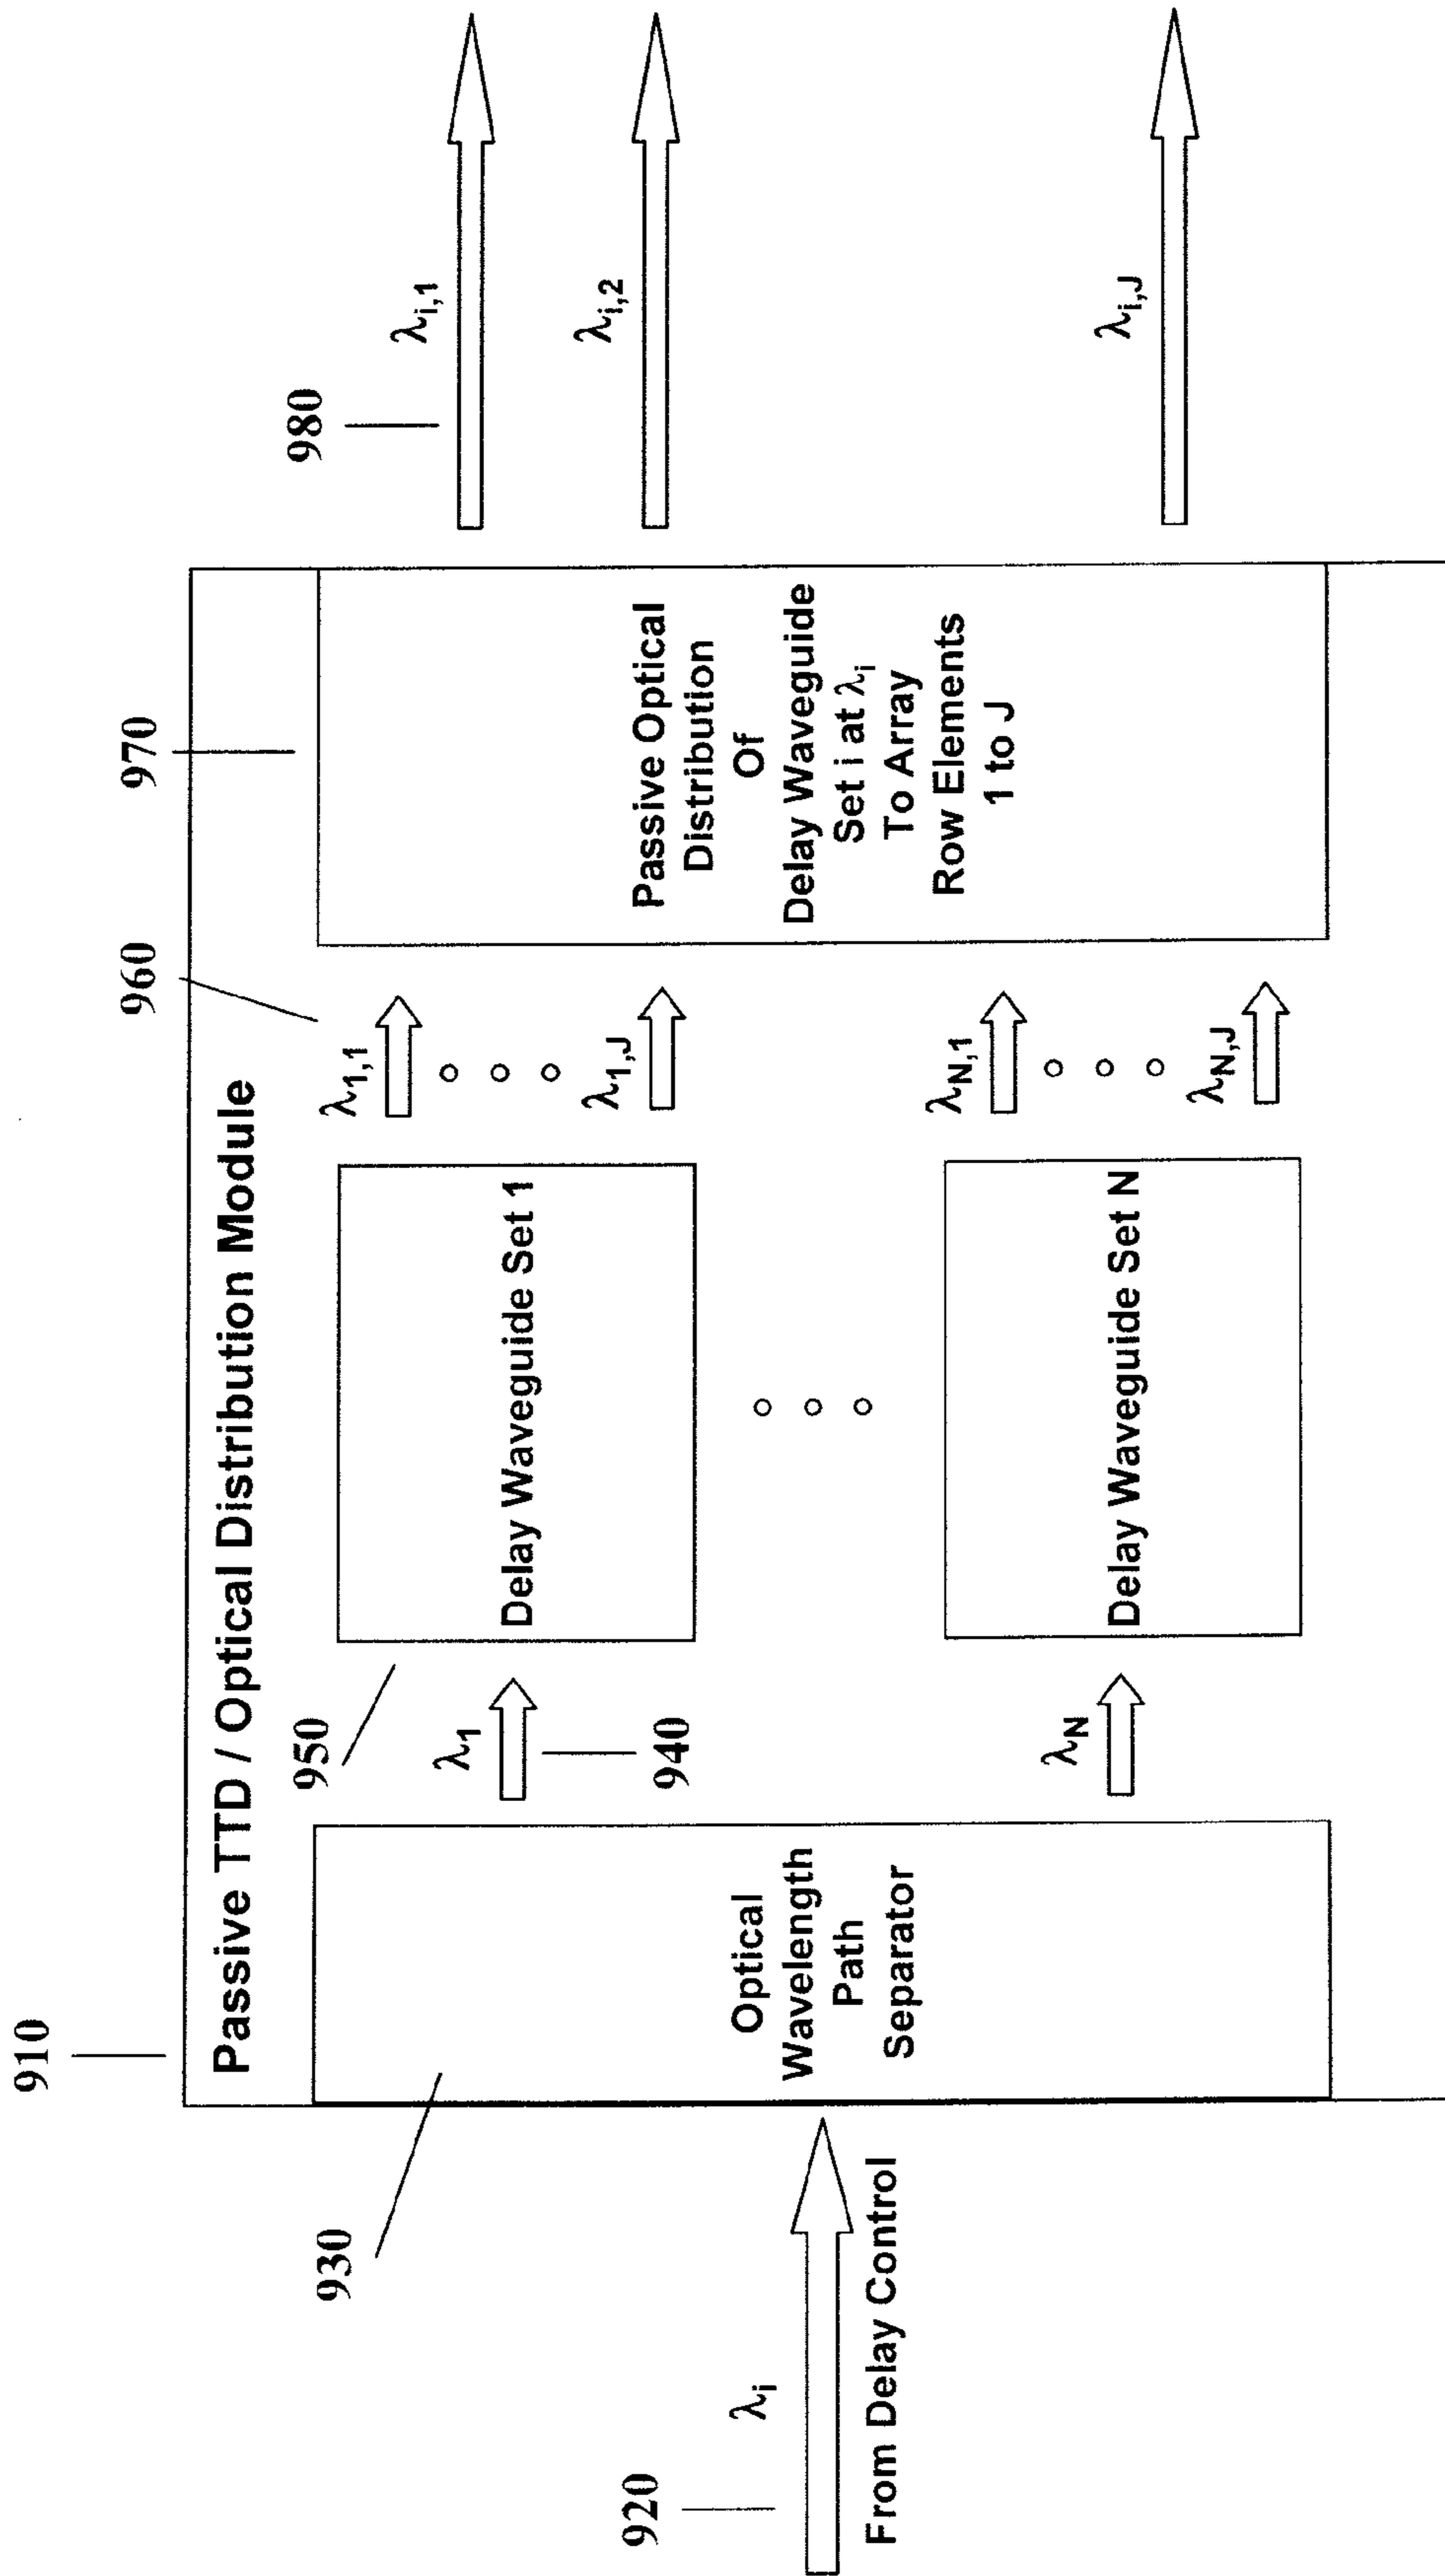 910
Passive TTD / Optical Distribution Module
920
λi
From Delay Control
930
Optical
Wavelength
Path
Separator
λ1
940
950
λN
Delay Waveguide Set 1
Delay Waveguide Set N
960
λ1,1
λ1,J
λN,1
λN,J
970
Passive Optical
Distribution
Of
Delay Waveguide
Set i at λi
To Array
Row Elements
1 to J
980
λi,1
λi,2
λi,J